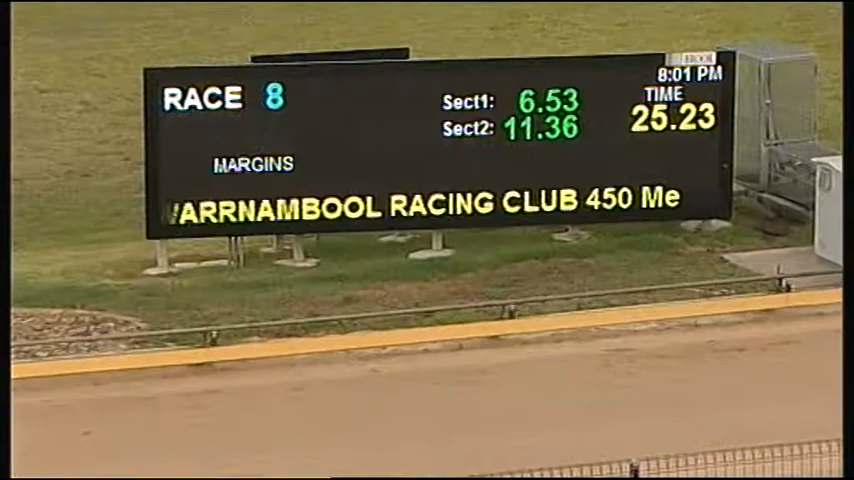 8:01 PM
RACE 8
Sect1: 6.53
TIME
Sect2: 11.36
25.23
MARGINS
WARRNAMBOOL RACING CLUB 450 Me